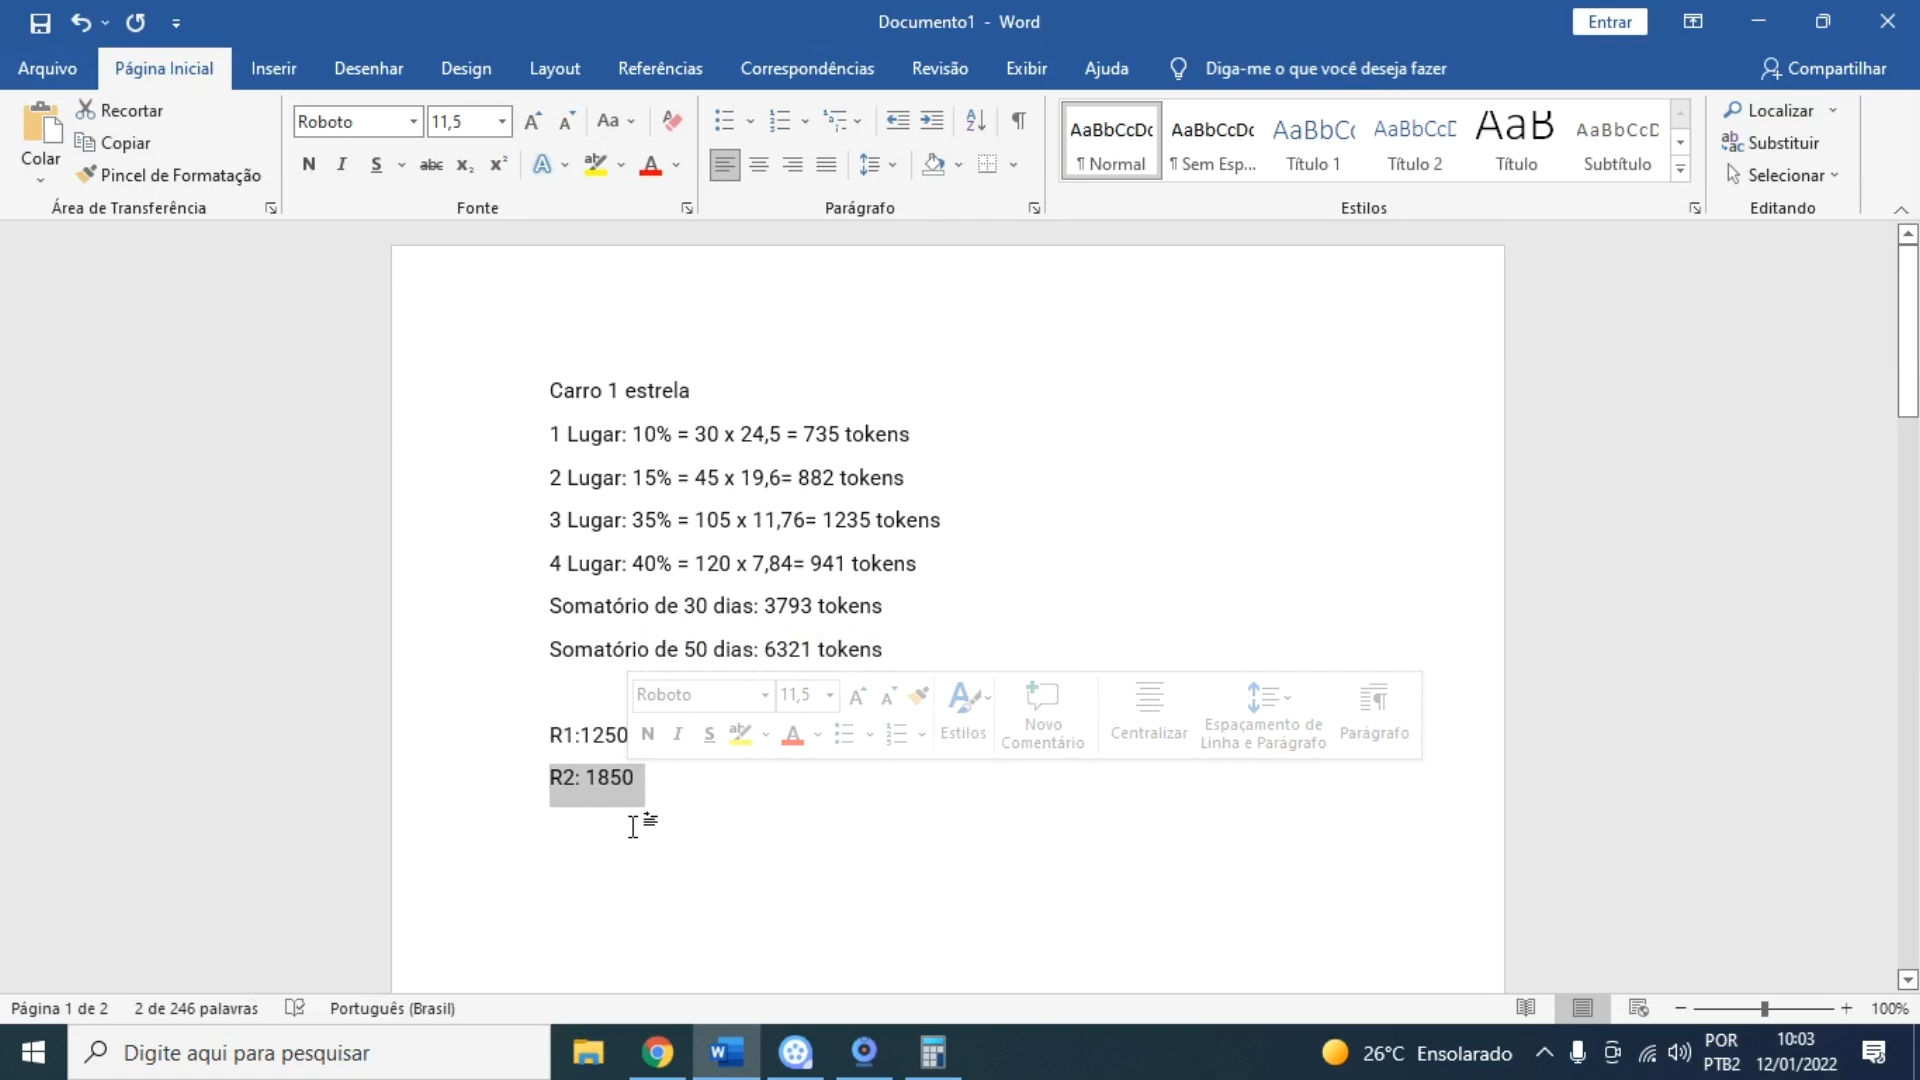 Documento1 - Word
Entrar
Arquivo Página Inicial Inserir Desenhar Design Layout Referências Correspondências Revisão Exibir Ajuda Diga-me o que você deseja fazer Compartilhar
Colar
Recortar
Copiar
Pincel de Formatação
Área de Transferência
Roboto 11,5
Aa
N I S abc x₂ x² A A
Fonte
Parágrafo
AaBbCcDc AaBbCcDc AaBbC( AaBbCcD AaB AaBbCcD
¶ Normal ¶ Sem Esp... Título 1 Título 2 Título Subtítulo
Estilos
Localizar
Substituir
Selecionar
Editando
Carro 1 estrela
1 Lugar: 10% = 30 x 24,5 = 735 tokens
2 Lugar: 15% = 45 x 19,6= 882 tokens
3 Lugar: 35% = 105 x 11,76= 1235 tokens
4 Lugar: 40% = 120 x 7,84= 941 tokens
Somatório de 30 dias: 3793 tokens
Somatório de 50 dias: 6321 tokens
Roboto 11,5
N I S
Estilos
Novo Comentário
Centralizar
Espaçamento de Linha e Parágrafo
Parágrafo
R1:1250
R2: 1850
Página 1 de 2 2 de 246 palavras Português (Brasil) 100%
Digite aqui para pesquisar
26°C Ensolarado
POR
PTB2
10:03
12/01/2022